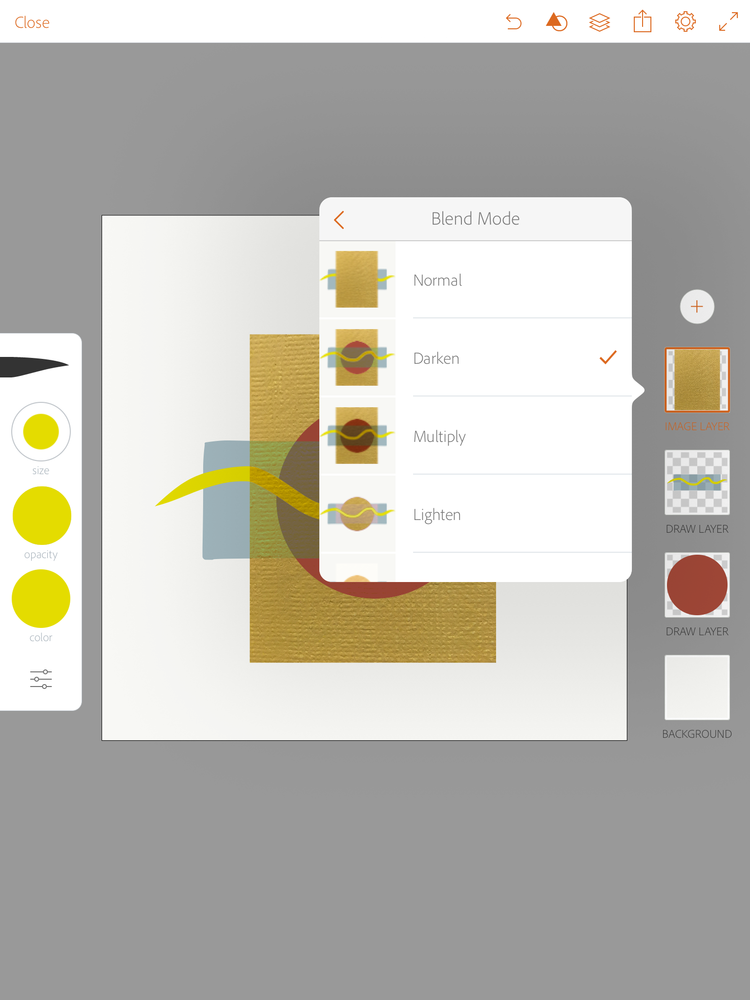 Close
Blend Mode
Normal
Darken
Multiply
Lighten
size
opacity
color
IMAGE LAYER
DRAW LAYER
DRAW LAYER
BACKGROUND